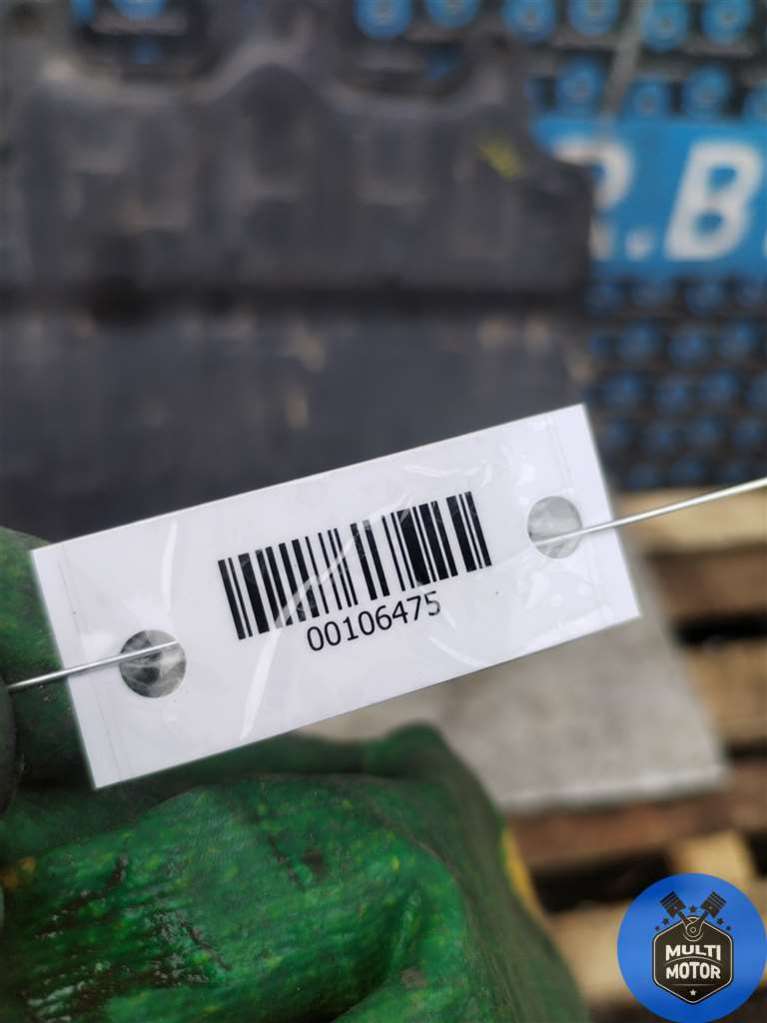 R.B
00106475
MULTI
MOTOR